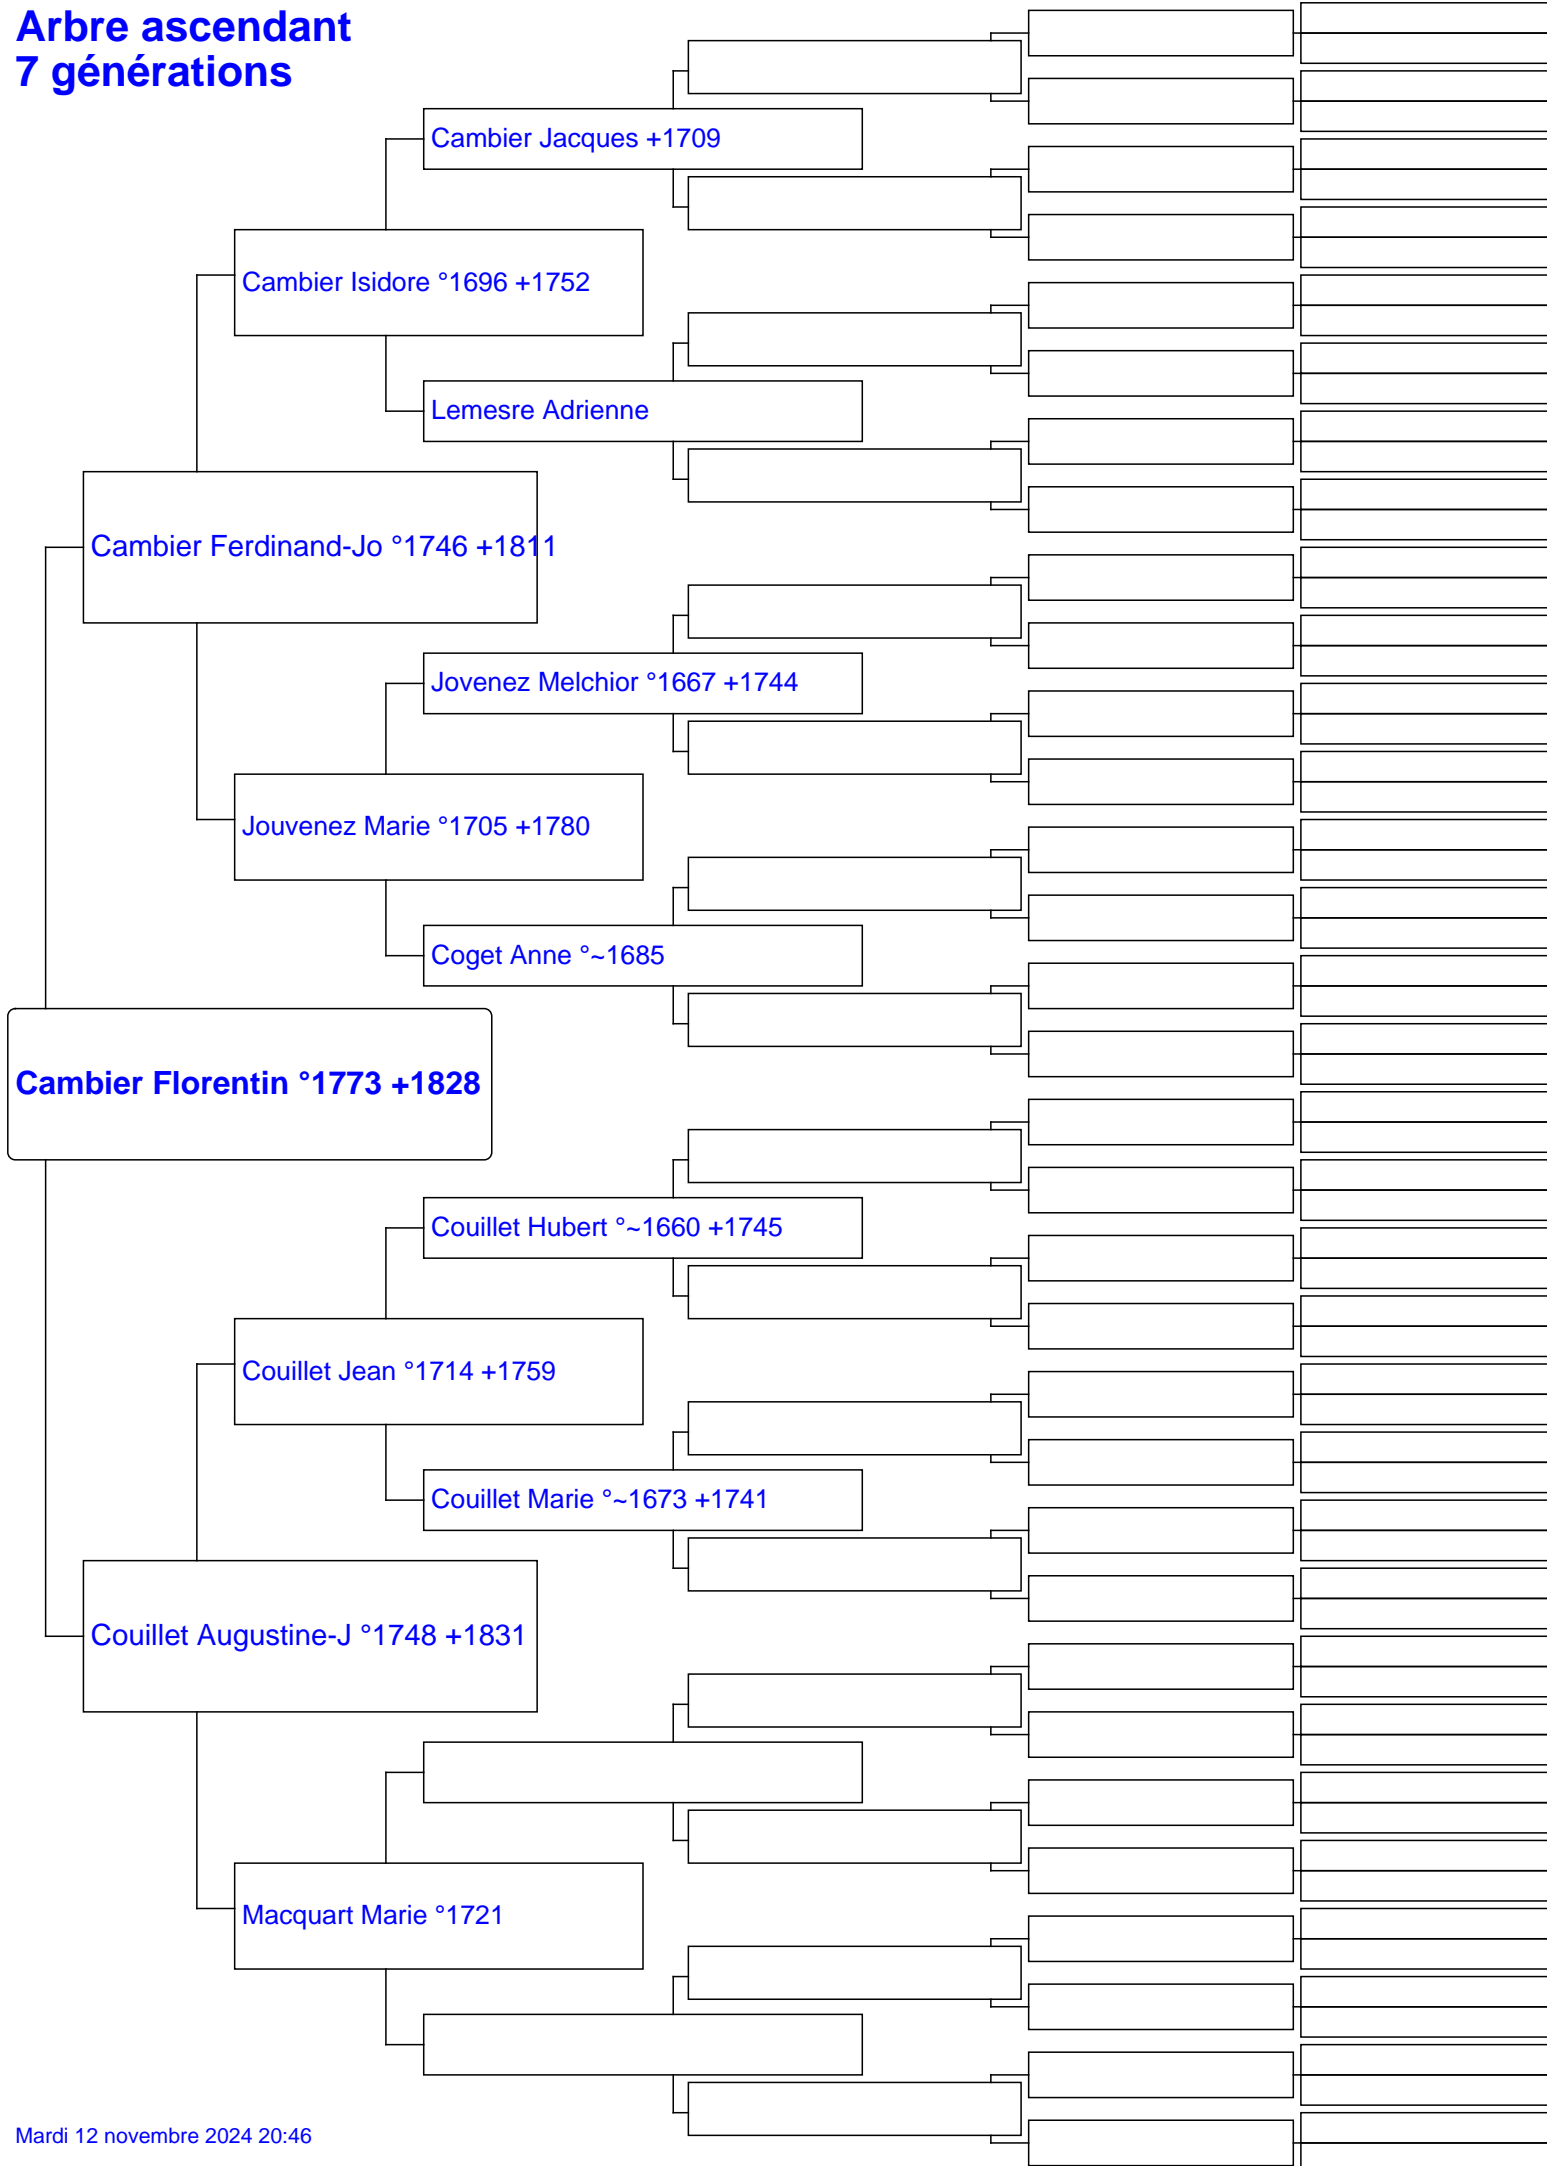 Arbre ascendant
7 générations
Cambier Jacques +1709
Cambier Isidore °1696 +1752
Lemesre Adrienne
Cambier Ferdinand-Jo °1746 +1811
Jovenez Melchior °1667 +1744
Jouvenez Marie °1705 +1780
Coget Anne °~1685
Cambier Florentin °1773 +1828
Couillet Hubert °~1660 +1745
Couillet Jean °1714 +1759
Couillet Marie °~1673 +1741
Couillet Augustine-J °1748 +1831
Macquart Marie °1721
Mardi 12 novembre 2024 20:46